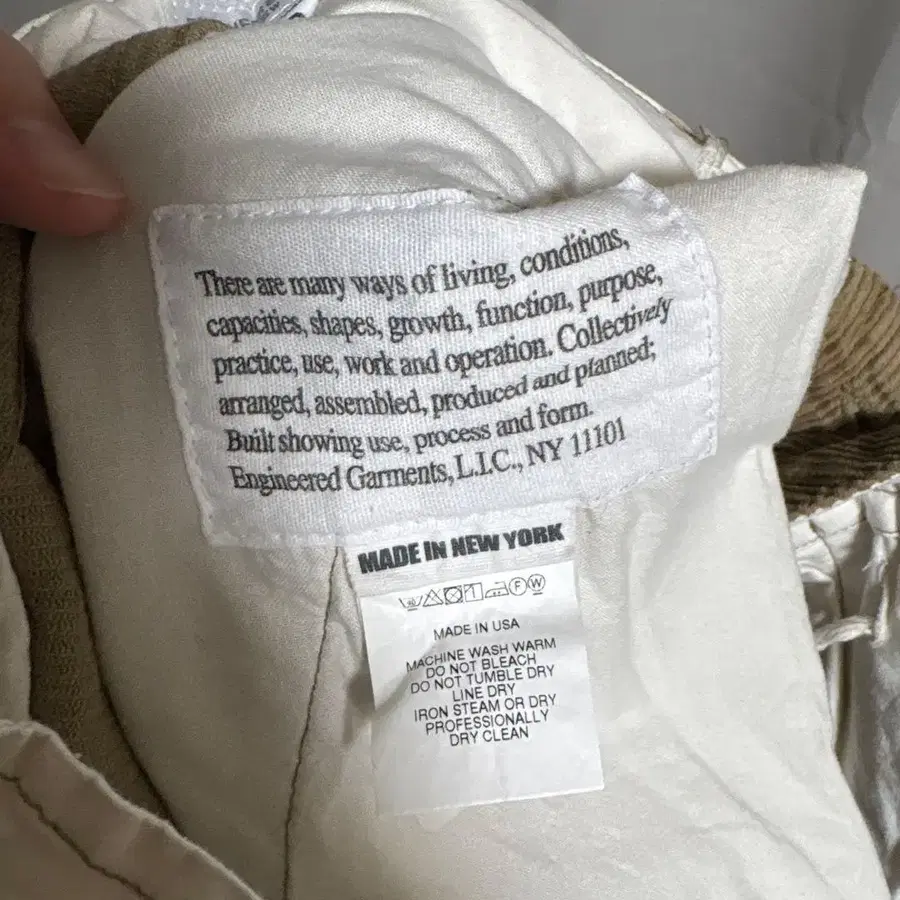 There are many ways of living, conditions,
capacities, shapes, growth, function, purpose,
practice, use, work and operation. Collectively
arranged, assembled, produced and planned;
Built showing use, process and form.
Engineered Garments, L.I.C., NY 11101
MADE IN NEW YORK
MADE IN USA
MACHINE WASH WARM
DO NOT BLEACH
DO NOT TUMBLE DRY
LINE DRY
IRON STEAM OR DRY
PROFESSIONALLY
DRY CLEAN